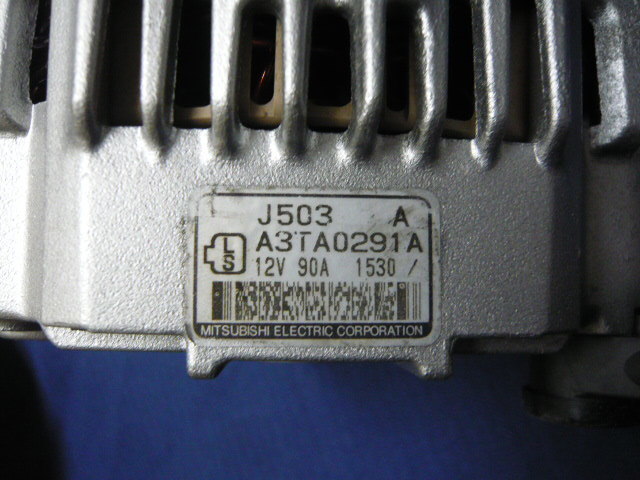 J503 A
A3TA0291A
L
S
12V 90A 1530 /
MITSUBISHI ELECTRIC CORPORATION